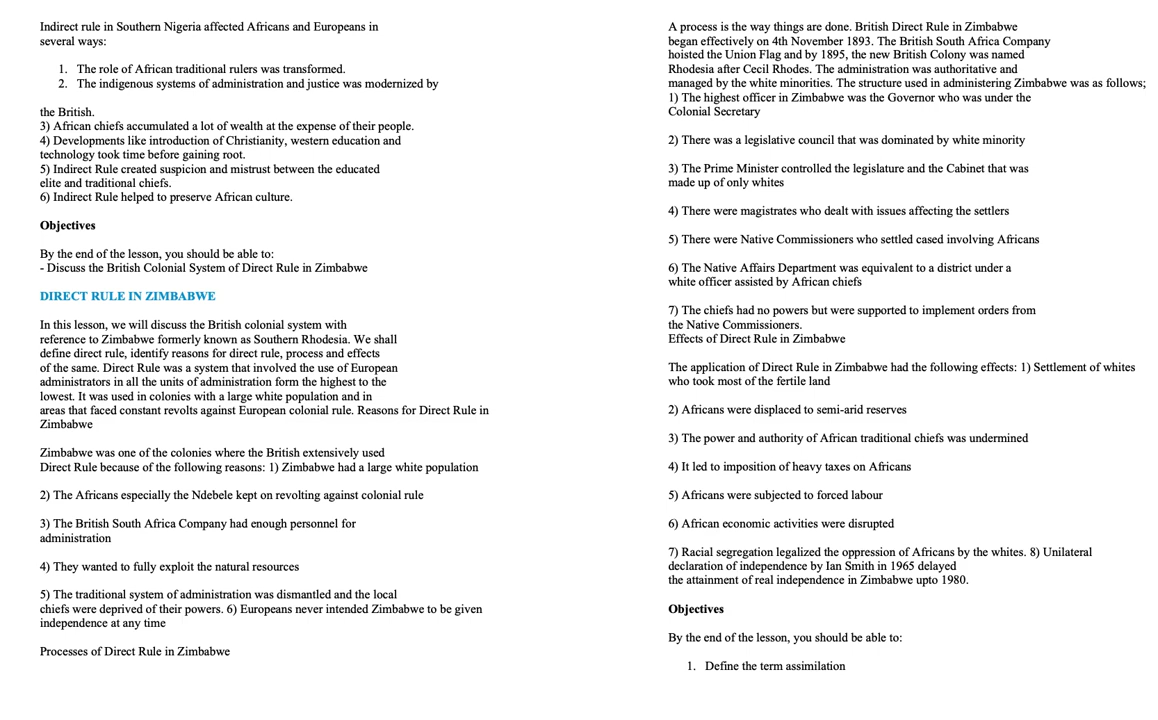 Indirect rule in Southern Nigeria affected Africans and Europeans in
several ways:
1. The role of African traditional rulers was transformed.
2. The indigenous systems of administration and justice was modernized by
the British.
3) African chiefs accumulated a lot of wealth at the expense of their people.
4) Developments like introduction of Christianity, western education and
technology took time before gaining root.
5) Indirect Rule created suspicion and mistrust between the educated
elite and traditional chiefs.
6) Indirect Rule helped to preserve African culture.
Objectives
By the end of the lesson, you should be able to:
- Discuss the British Colonial System of Direct Rule in Zimbabwe
DIRECT RULE IN ZIMBABWE
In this lesson, we will discuss the British colonial system with
reference to Zimbabwe formerly known as Southern Rhodesia. We shall
define direct rule, identify reasons for direct rule, process and effects
of the same. Direct Rule was a system that involved the use of European
administrators in all the units of administration form the highest to the
lowest. It was used in colonies with a large white population and in
areas that faced constant revolts against European colonial rule. Reasons for Direct Rule in
Zimbabwe
Zimbabwe was one of the colonies where the British extensively used
Direct Rule because of the following reasons: 1) Zimbabwe had a large white population
2) The Africans especially the Ndebele kept on revolting against colonial rule
3) The British South Africa Company had enough personnel for
administration
4) They wanted to fully exploit the natural resources
5) The traditional system of administration was dismantled and the local
chiefs were deprived of their powers. 6) Europeans never intended Zimbabwe to be given
independence at any time
Processes of Direct Rule in Zimbabwe
A process is the way things are done. British Direct Rule in Zimbabwe
began effectively on 4th November 1893. The British South Africa Company
hoisted the Union Flag and by 1895, the new British Colony was named
Rhodesia after Cecil Rhodes. The administration was authoritative and
managed by the white minorities. The structure used in administering Zimbabwe was as follows;
1) The highest officer in Zimbabwe was the Governor who was under the
Colonial Secretary
2) There was a legislative council that was dominated by white minority
3) The Prime Minister controlled the legislature and the Cabinet that was
made up of only whites
4) There were magistrates who dealt with issues affecting the settlers
5) There were Native Commissioners who settled cased involving Africans
6) The Native Affairs Department was equivalent to a district under a
white officer assisted by African chiefs
7) The chiefs had no powers but were supported to implement orders from
the Native Commissioners.
Effects of Direct Rule in Zimbabwe
The application of Direct Rule in Zimbabwe had the following effects: 1) Settlement of whites
who took most of the fertile land
2) Africans were displaced to semi-arid reserves
3) The power and authority of African traditional chiefs was undermined
4) It led to imposition of heavy taxes on Africans
5) Africans were subjected to forced labour
6) African economic activities were disrupted
7) Racial segregation legalized the oppression of Africans by the whites. 8) Unilateral
declaration of independence by Ian Smith in 1965 delayed
the attainment of real independence in Zimbabwe upto 1980.
Objectives
By the end of the lesson, you should be able to:
1. Define the term assimilation